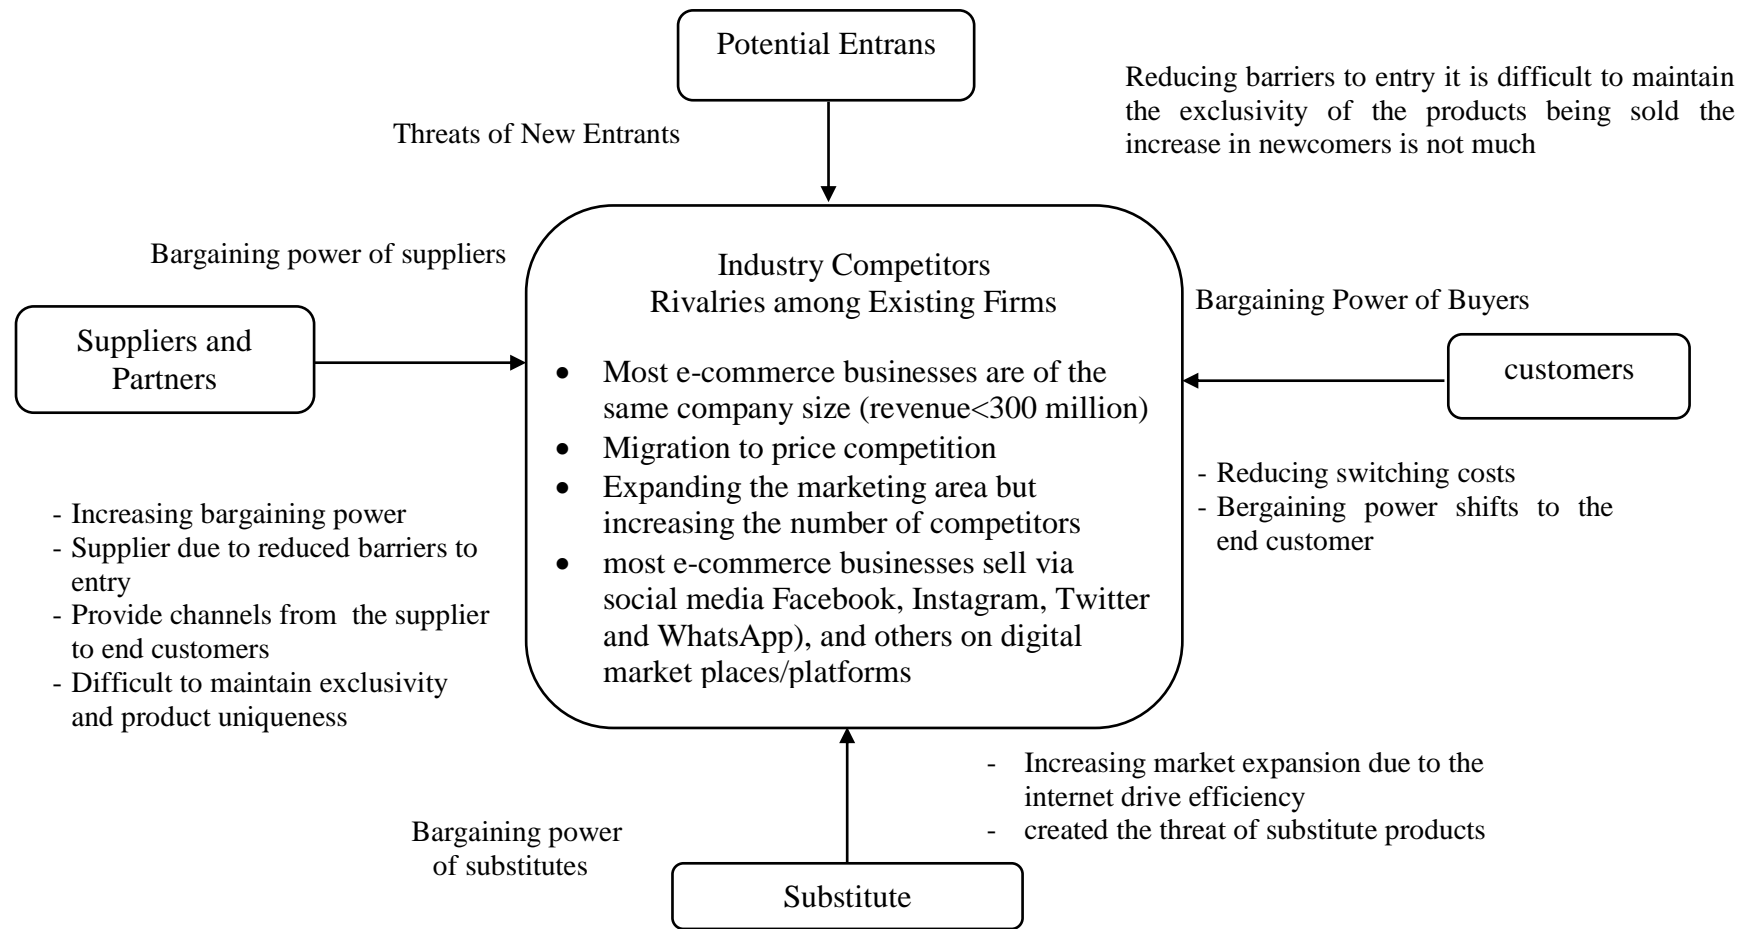 Potential Entrans
Reducing barriers to entry it is difficult to maintain
the exclusivity of the products being sold the
increase in newcomers is not much
Threats of New Entrants
Bargaining power of suppliers
Industry Competitors
Rivalries among Existing Firms
Bargaining Power of Buyers
Suppliers and
Partners
customers
• Most e-commerce businesses are of the
same company size (revenue<300 million)
• Migration to price competition
• Expanding the marketing area but
increasing the number of competitors
• most e-commerce businesses sell via
social media Facebook, Instagram, Twitter
and WhatsApp), and others on digital
market places/platforms
- Reducing switching costs
- Bergaining power shifts to the
end customer
- Increasing bargaining power
- Supplier due to reduced barriers to
entry
- Provide channels from the supplier
to end customers
- Difficult to maintain exclusivity
and product uniqueness
- Increasing market expansion due to the
internet drive efficiency
- created the threat of substitute products
Bargaining power
of substitutes
Substitute